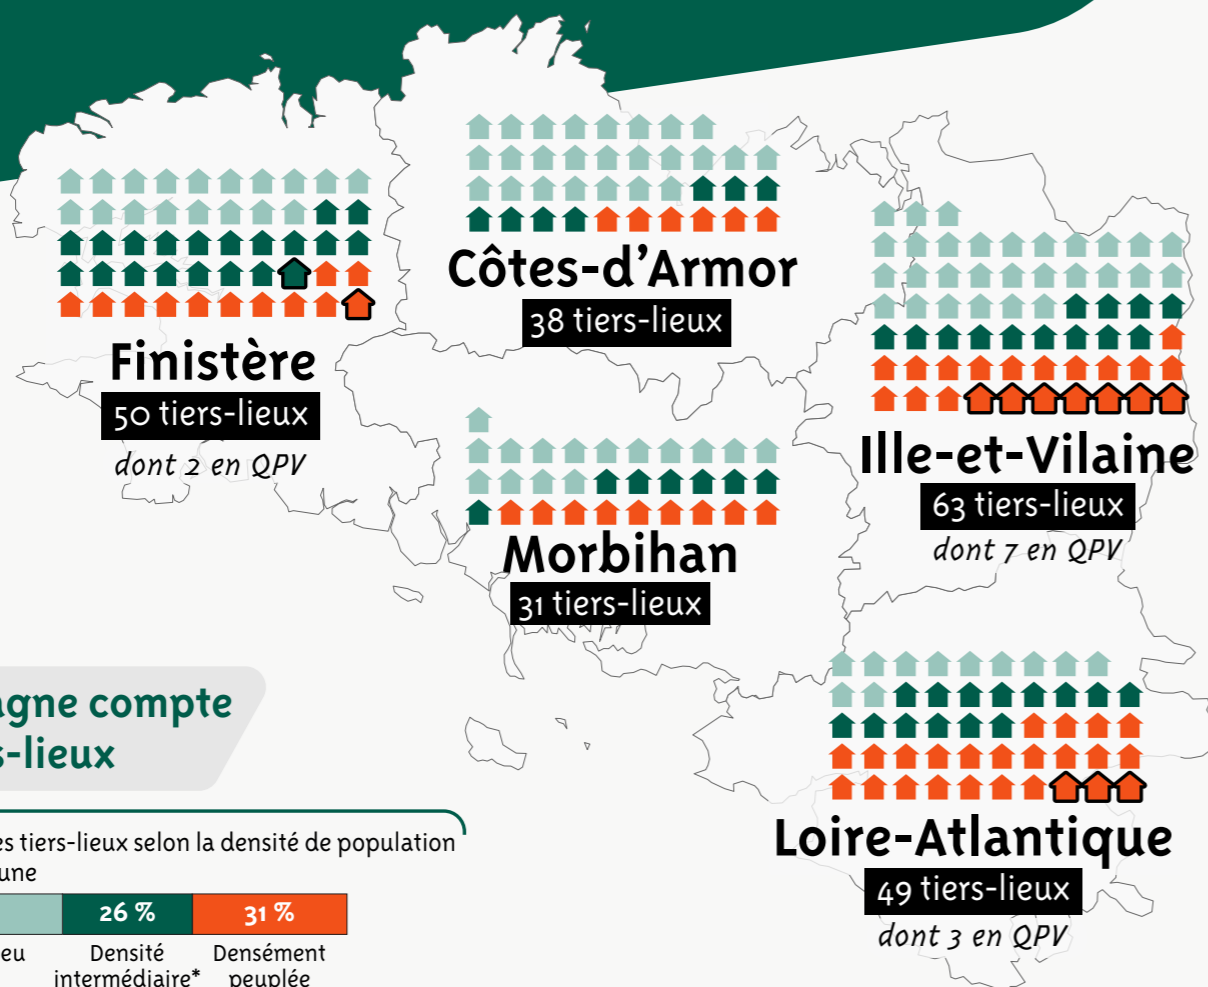 Côtes-d’Armor
38 tiers-lieux
Finistère
50 tiers-lieux
dont 2 en QPV
Ille-et-Vilaine
63 tiers-lieux
dont 7 en QPV
Morbihan
31 tiers-lieux
agne compte
s-lieux
Loire-Atlantique
49 tiers-lieux
dont 3 en QPV
es tiers-lieux selon la densité de population
une
26 % 31 %
eu Densité Densément
intermédiaire* peuplée